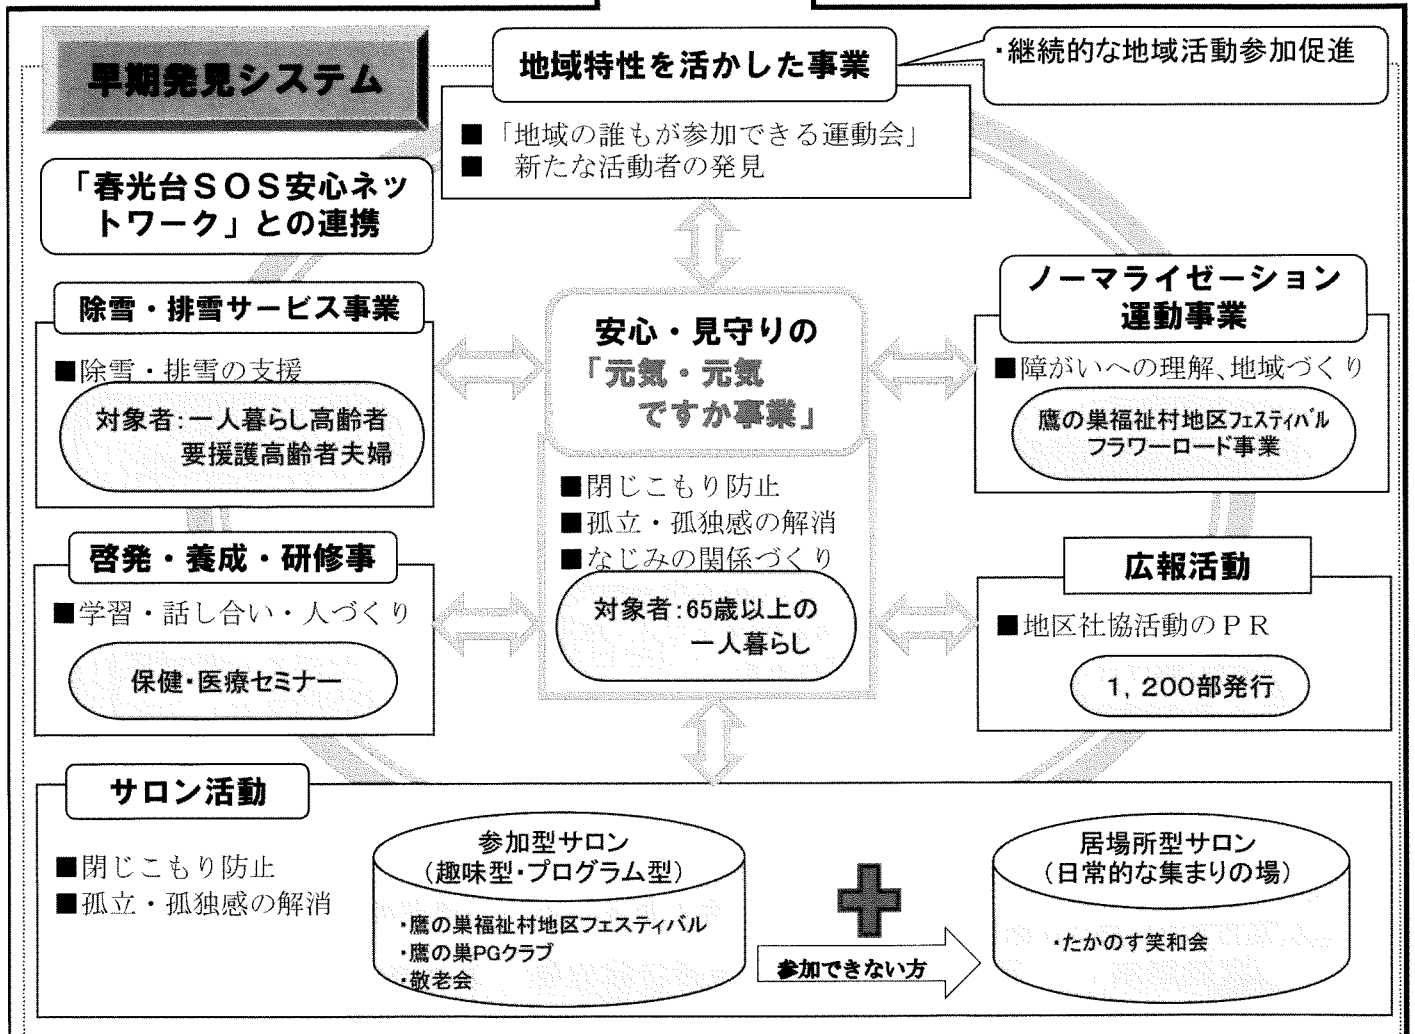 早期発見システム
地域特性を活かした事業
・継続的な地域活動参加促進
■「地域の誰もが参加できる運動会」
■ 新たな活動者の発見
「春光台SOS安心ネッ
トワーク」との連携
除雪・排雪サービス事業
■除雪・排雪の支援
対象者：一人暮らし高齢者
要援護高齢者夫婦
安心・見守りの
「元気・元気
ですか事業」
■閉じこもり防止
■孤立・孤独感の解消
■なじみの関係づくり
対象者：65歳以上の
一人暮らし
ノーマライゼーション
運動事業
■障がいへの理解、地域づくり
鷹の巣福祉村地区フェスティバル
フラワーロード事業
啓発・養成・研修事
■学習・話し合い・人づくり
保健・医療セミナー
広報活動
■地区社協活動のPR
1，200部発行
サロン活動
■閉じこもり防止
■孤立・孤独感の解消
参加型サロン
（趣味型・プログラム型）
・鷹の巣福祉村地区フェスティバル
・鷹の巣PGクラブ
・敬老会
参加できない方
居場所型サロン
（日常的な集まりの場）
・たかのす笑和会